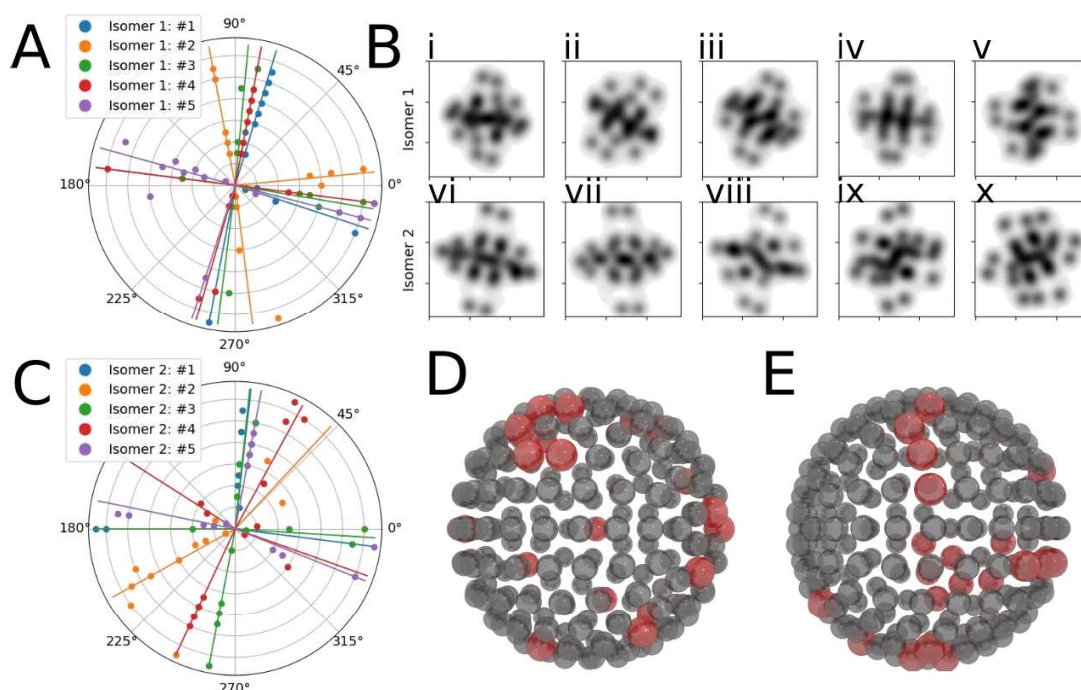 A
Isomer 1: #1
Isomer 1: #2
Isomer 1: #3
Isomer 1: #4
Isomer 1: #5
90°
45°
180°
0°
225°
315°
270°
B
i
ii
iii
iv
v
Isomer 1
vi
vii
viii
ix
x
Isomer 2
C
Isomer 2: #1
Isomer 2: #2
Isomer 2: #3
Isomer 2: #4
Isomer 2: #5
90°
45°
180°
0°
225°
315°
270°
D
E